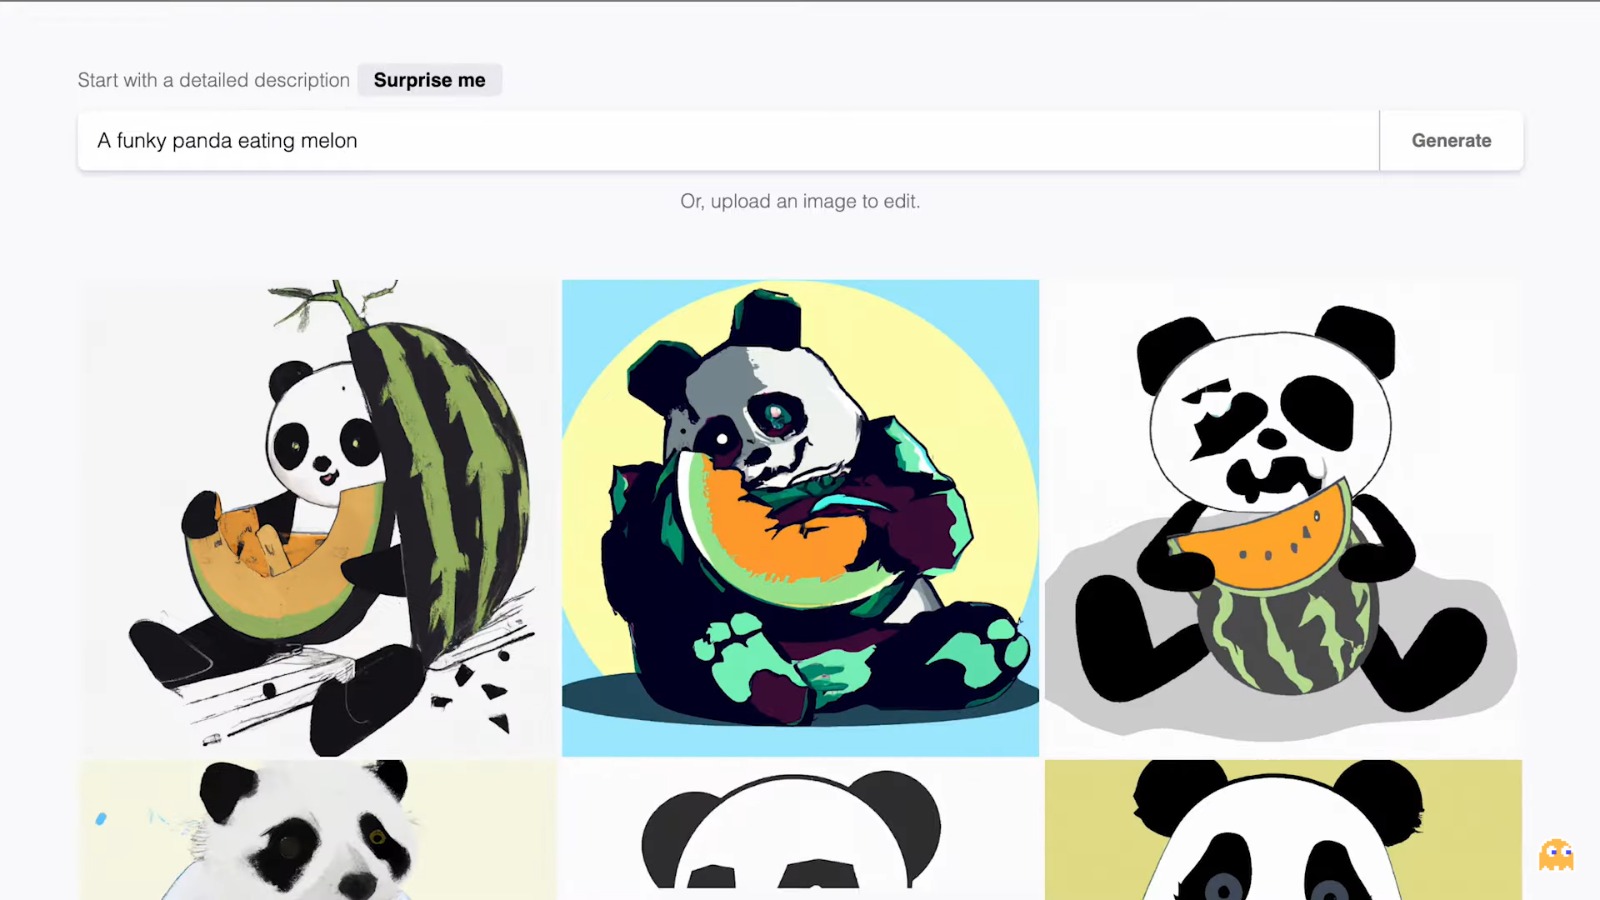 Start with a detailed description Surprise me
A funky panda eating melon Generate
Or, upload an image to edit.